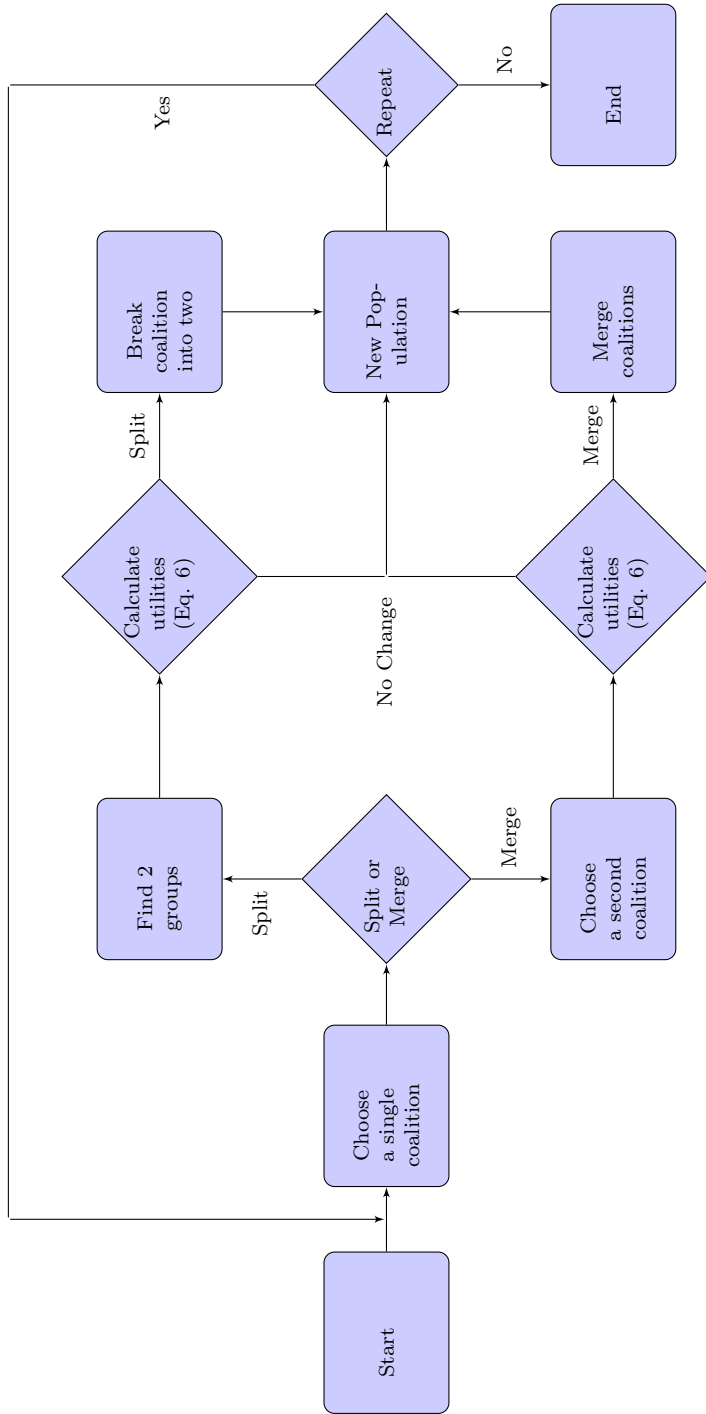 Start
Choose
a single
coalition
Split or
Merge
Split
Find 2
groups
Merge
Choose
a second
coalition
Calculate
utilities
(Eq. 6)
Split
Break
coalition
into two
No Change
Calculate
utilities
(Eq. 6)
Merge
Merge
coalitions
New Pop-
ulation
Repeat
Yes
No
End